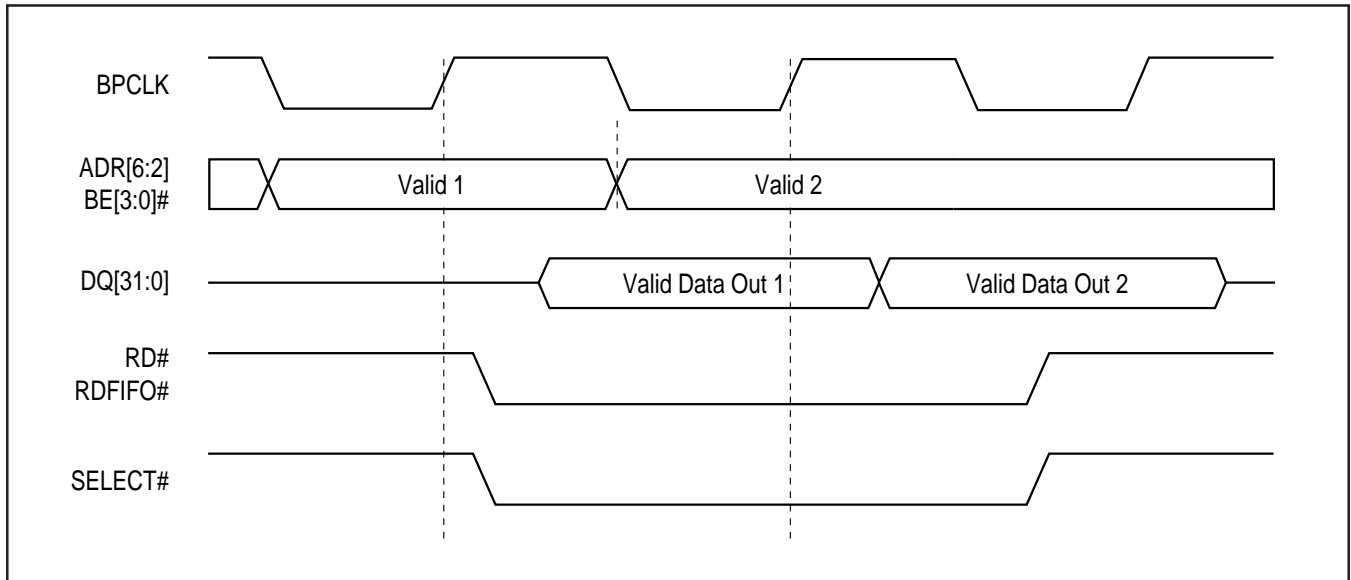 BPCLK
ADR[6:2]
BE[3:0]#
Valid 1
Valid 2
DQ[31:0]
Valid Data Out 1
Valid Data Out 2
RD#
RDFIFO#
SELECT#